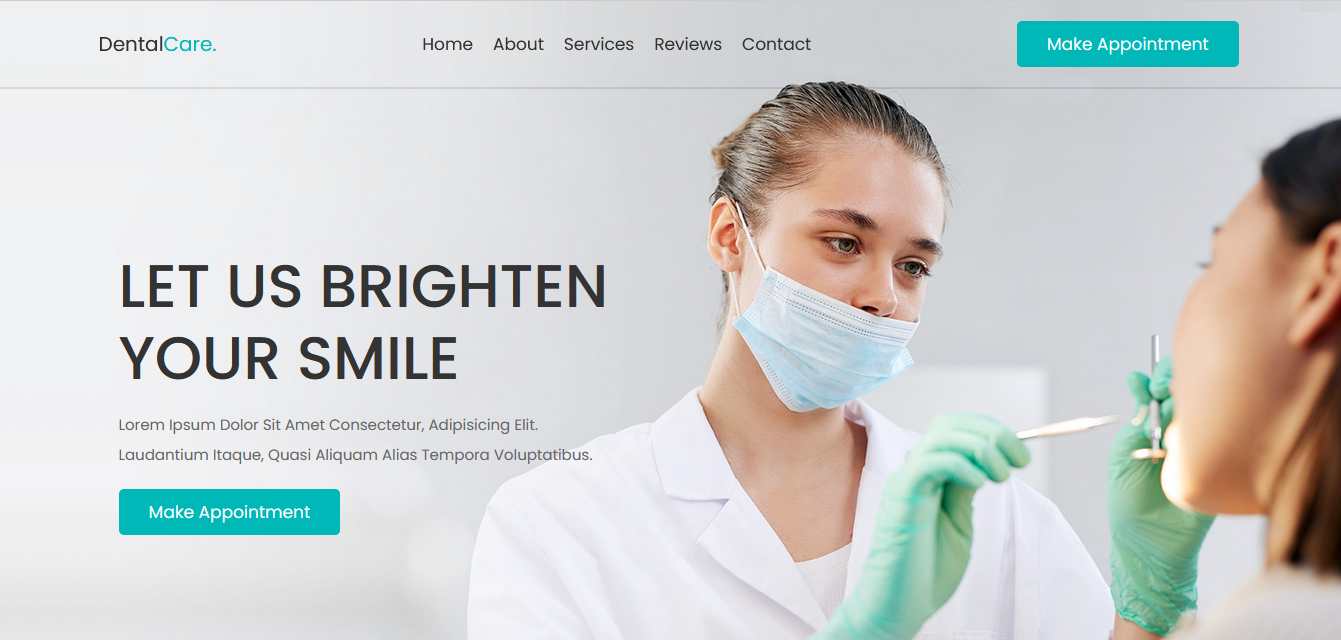 DentalCare.
Home About Services Reviews Contact
Make Appointment
LET US BRIGHTEN
YOUR SMILE
Lorem Ipsum Dolor Sit Amet Consectetur, Adipisicing Elit.
Laudantium Itaque, Quasi Aliquam Alias Tempora Voluptatibus.
Make Appointment